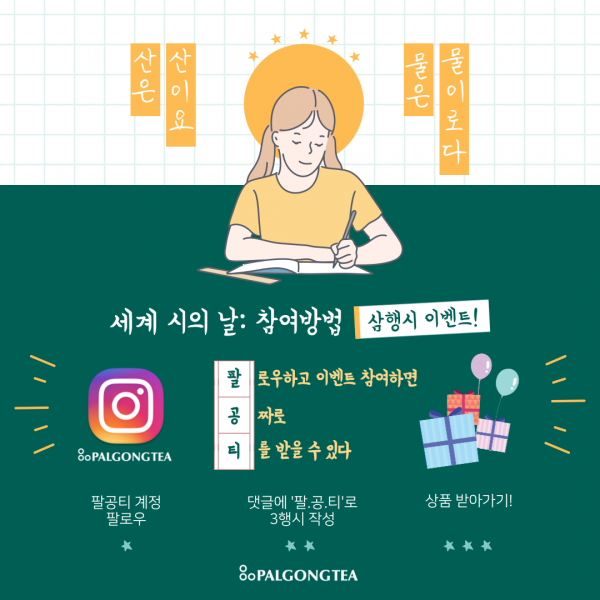 산은
산이요
물은
물이로다
세계 시의 날: 참여방법 삼행시 이벤트!
팔로우하고 이벤트 참여하면
공짜로
티를 받을 수 있다
PALGONGTEA
팔공티 계정
팔로우
댓글에 '팔.공.티'로
3행시 작성
상품 받아가기!
PALGONGTEA